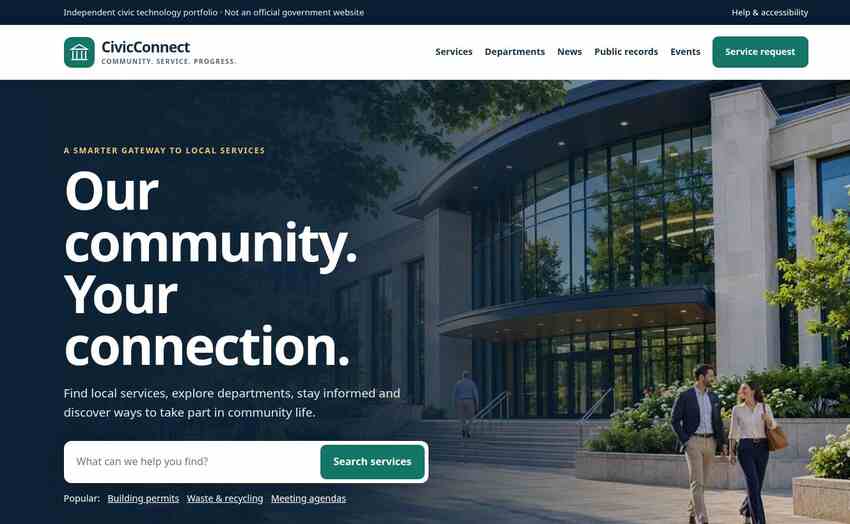 Independent civic technology portfolio · Not an official government website
Help & accessibility
CivicConnect
COMMUNITY. SERVICE. PROGRESS.
Services
Departments
News
Public records
Events
Service request
A SMARTER GATEWAY TO LOCAL SERVICES
Our
community.
Your
connection.
Find local services, explore departments, stay informed and
discover ways to take part in community life.
What can we help you find?
Search services
Popular: Building permits Waste & recycling Meeting agendas